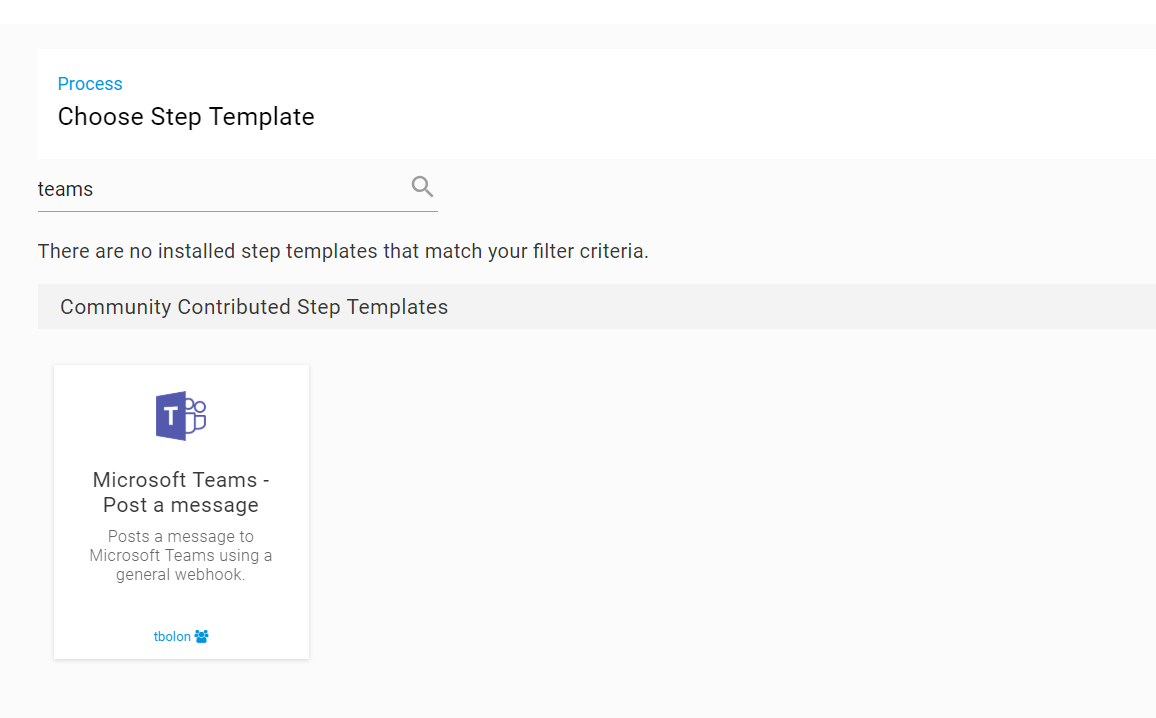 Process
Choose Step Template
teams
There are no installed step templates that match your filter criteria.
Community Contributed Step Templates
T
Microsoft Teams -
Post a message
Posts a message to
Microsoft Teams using a
general webhook.
tbolon